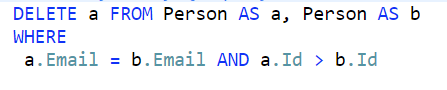 DELETE a FROM Person AS a, Person AS b
WHERE
a.Email = b.Email AND a.Id > b.Id